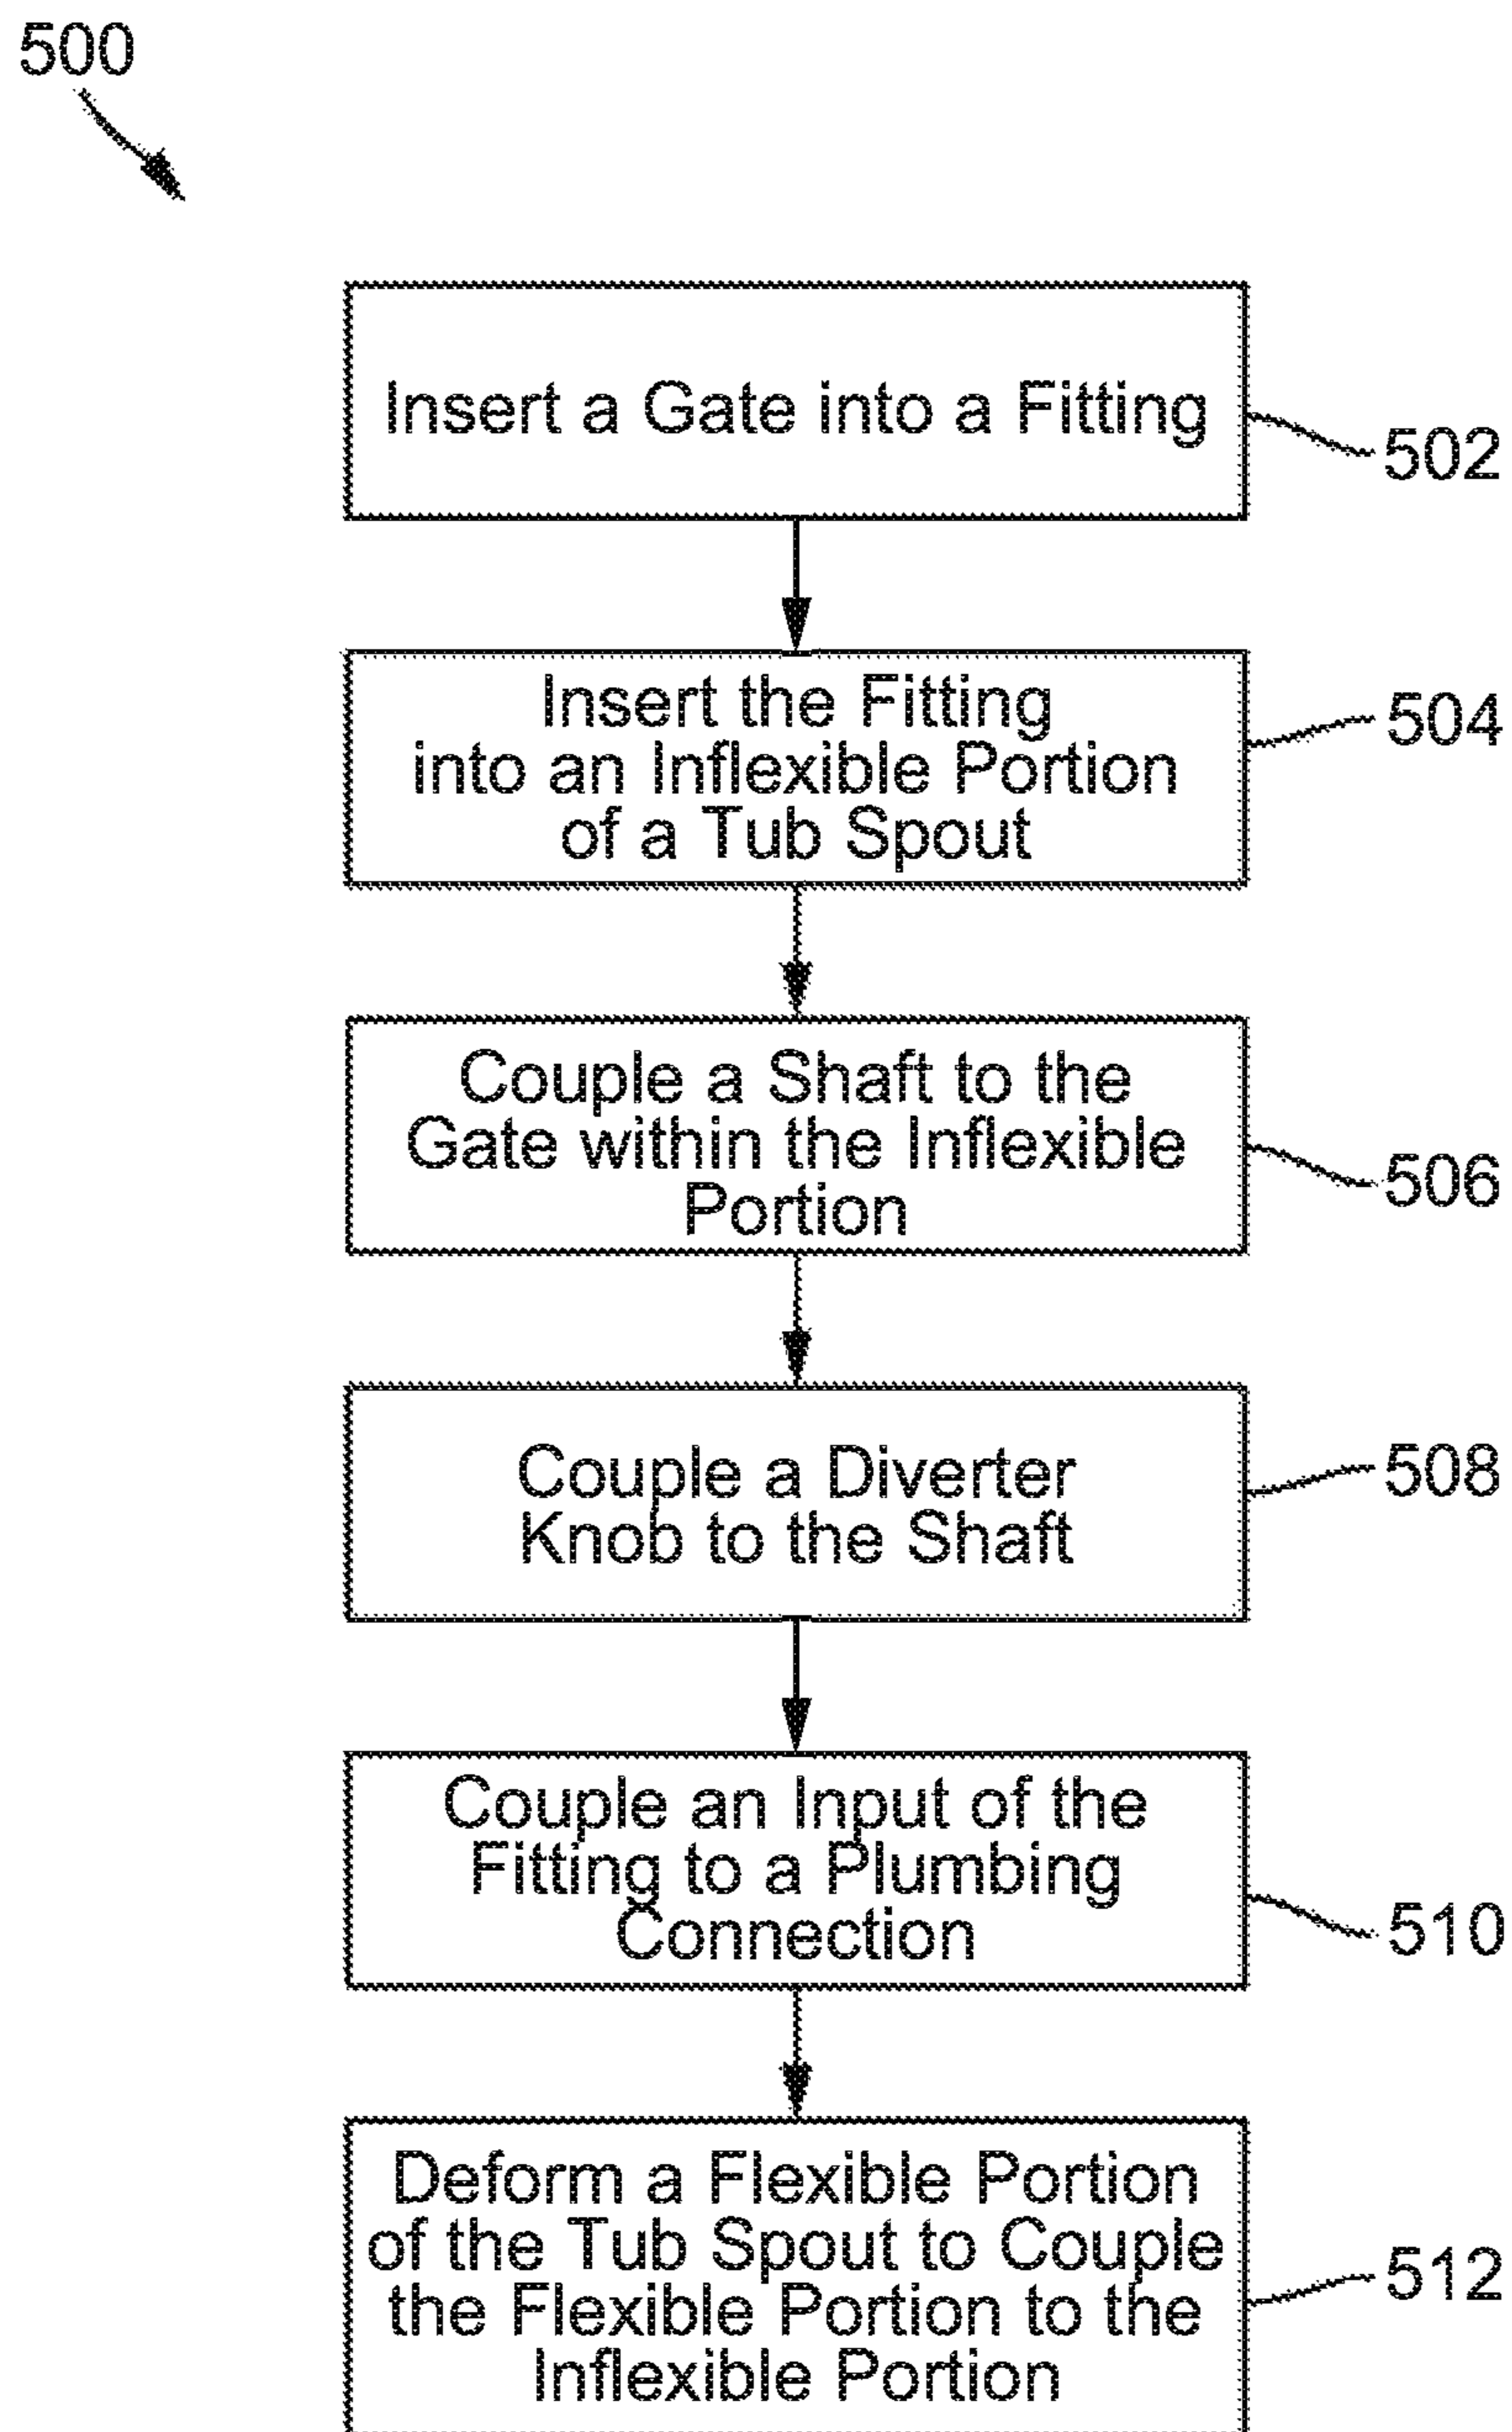 500
Insert a Gate into a Fitting
502
Insert the Fitting
into an Inflexible Portion
of a Tub Spout
504
Couple a Shaft to the
Gate within the Inflexible
Portion
506
Couple a Diverter
Knob to the Shaft
508
Couple an Input of the
Fitting to a Plumbing
Connection
510
Deform a Flexible Portion
of the Tub Spout to Couple
the Flexible Portion to the
Inflexible Portion
512